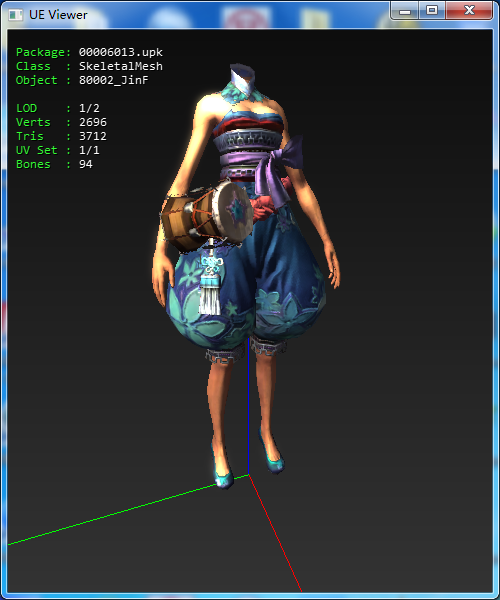 UE Viewer
Package: 00006013.upk
Class : SkeletalMesh
Object : 80002_JinF
LOD : 1/2
Verts : 2696
Tris : 3712
UV Set : 1/1
Bones : 94